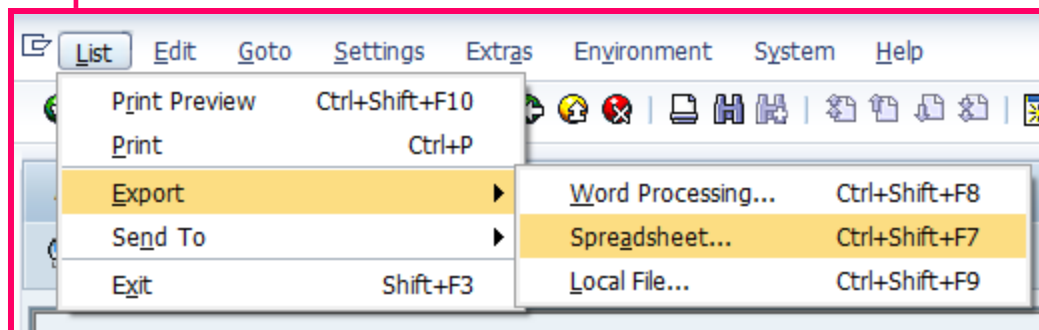 List Edit Goto Settings Extras Environment System Help
Print Preview Ctrl+Shift+F10
Print Ctrl+P
Export
Send To
Exit Shift+F3
Word Processing... Ctrl+Shift+F8
Spreadsheet... Ctrl+Shift+F7
Local File... Ctrl+Shift+F9